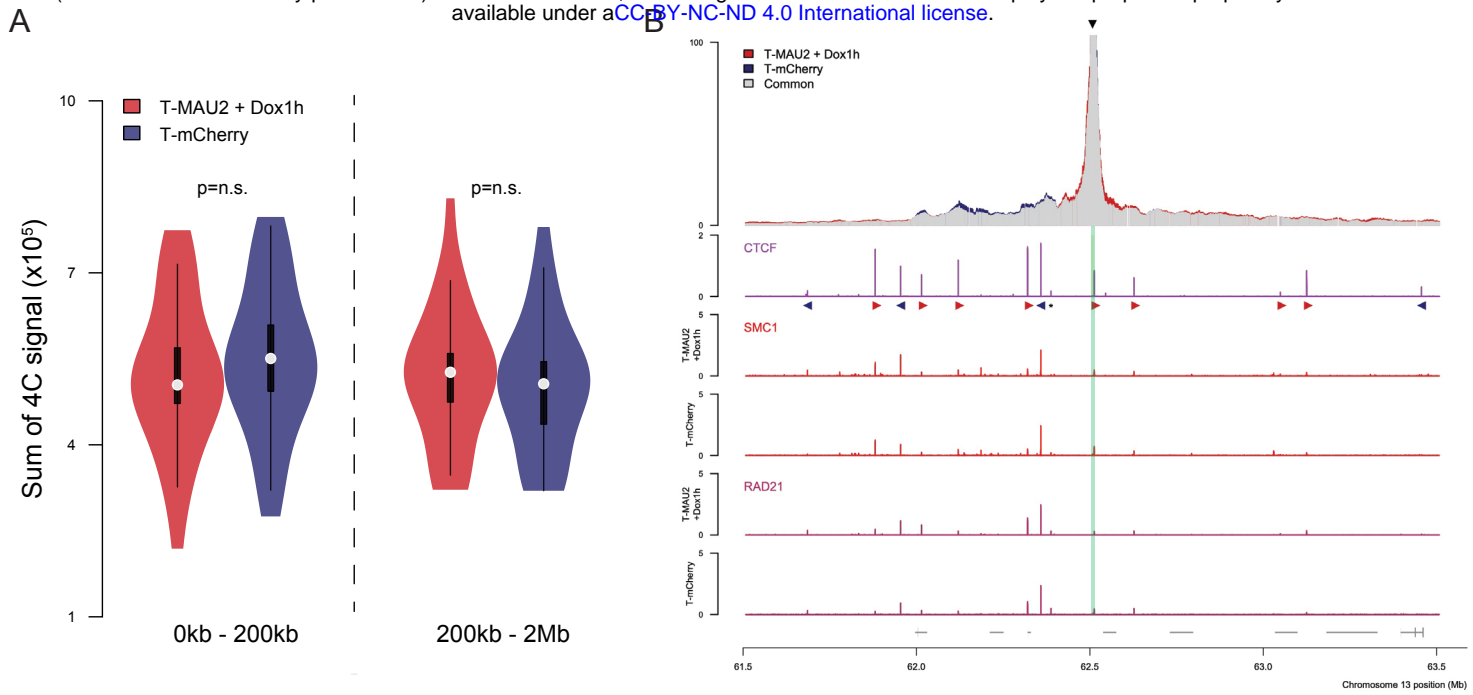 available under aCC-BY-NC-ND 4.0 International license.
A
10
7
4
1
Sum of 4C signal (x10⁵)
T-MAU2 + Dox1h
T-mCherry
p=n.s.
p=n.s.
0kb - 200kb
200kb - 2Mb
B
100
50
0
T-MAU2 + Dox1h
T-mCherry
Common
2
1
0
CTCF
5
0
T-MAU2
+Dox1h
SMC1
5
0
T-mCherry
5
0
T-MAU2
+Dox1h
RAD21
5
0
T-mCherry
61.5
62.0
62.5
63.0
63.5
Chromosome 13 position (Mb)